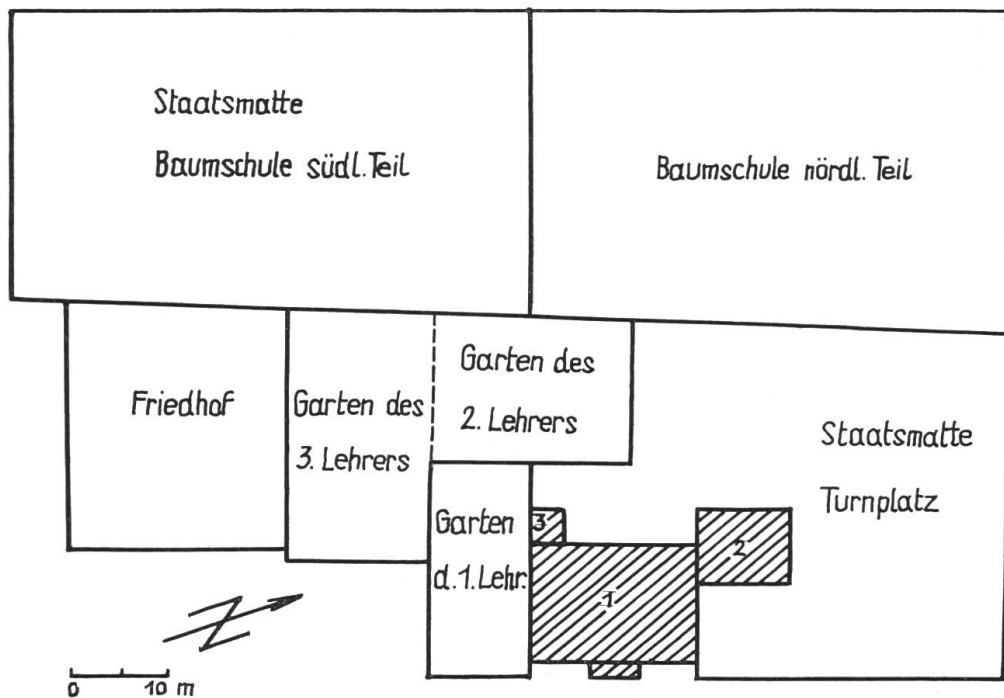 Staatsmatte
Baumschule südl. Teil
Baumschule nördl. Teil
Friedhof
Garten des
3. Lehrers
Garten des
2. Lehrers
Staatsmatte
Turnplatz
Garten
d. 1. Lehr.
3
2
1
N
0 10 m